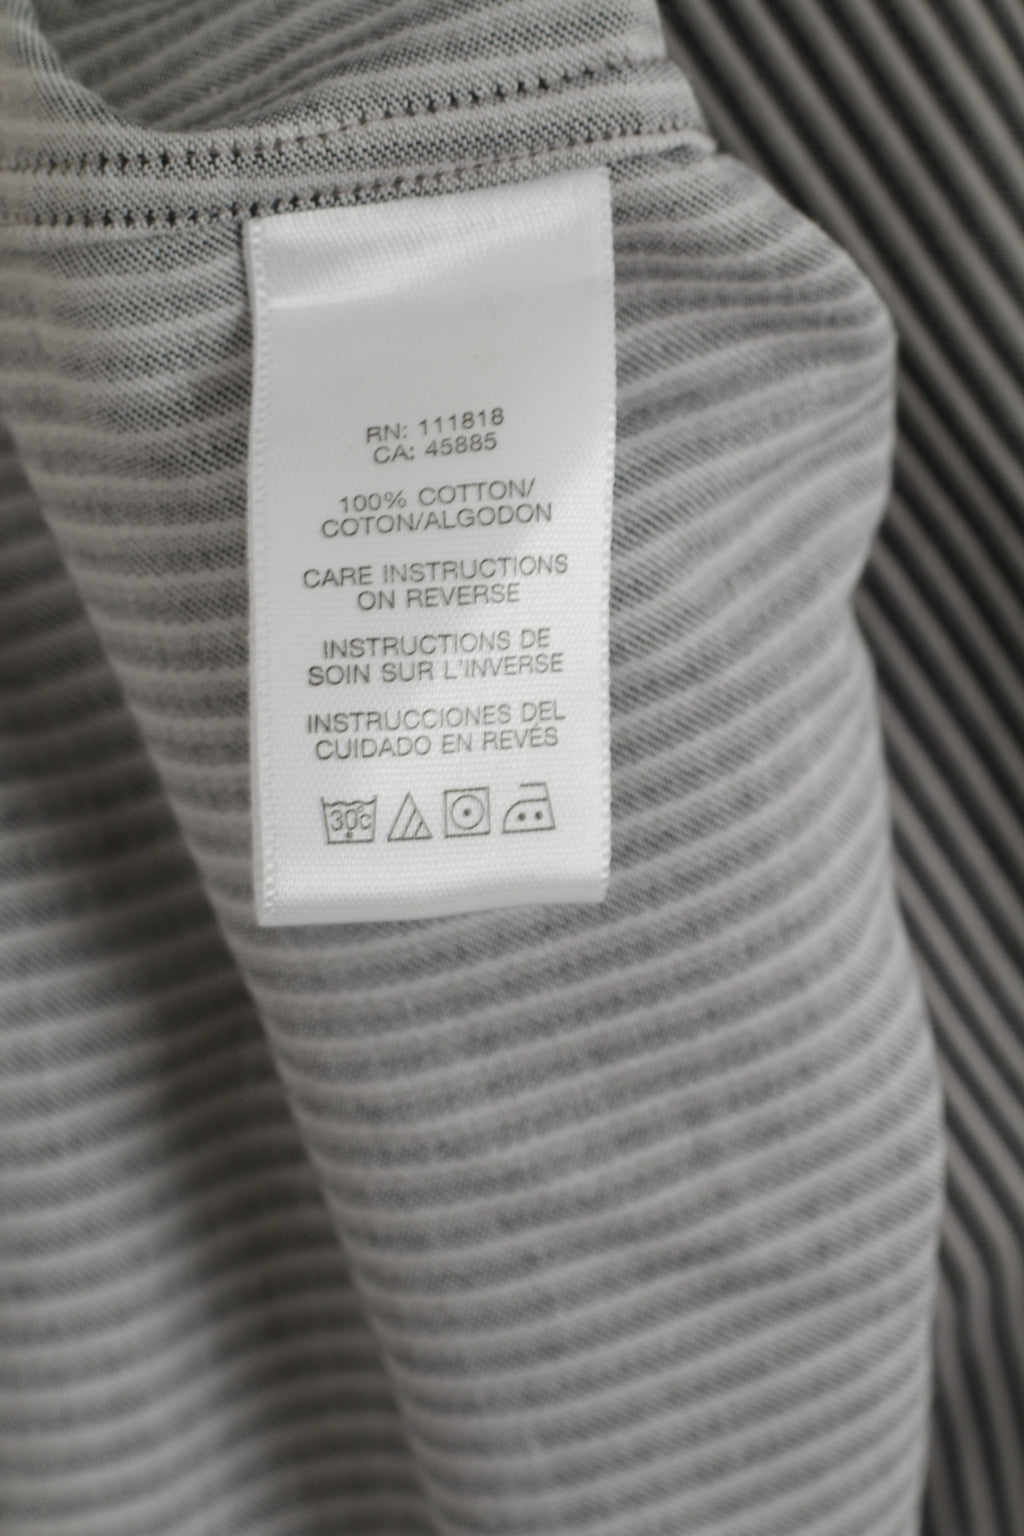 RN: 111818
CA: 45885
100% COTTON/
COTON/ALGODON
CARE INSTRUCTIONS
ON REVERSE
INSTRUCTIONS DE
SOIN SUR L'INVERSE
INSTRUCCIONES DEL
CUIDADO EN REVÉS
30°C